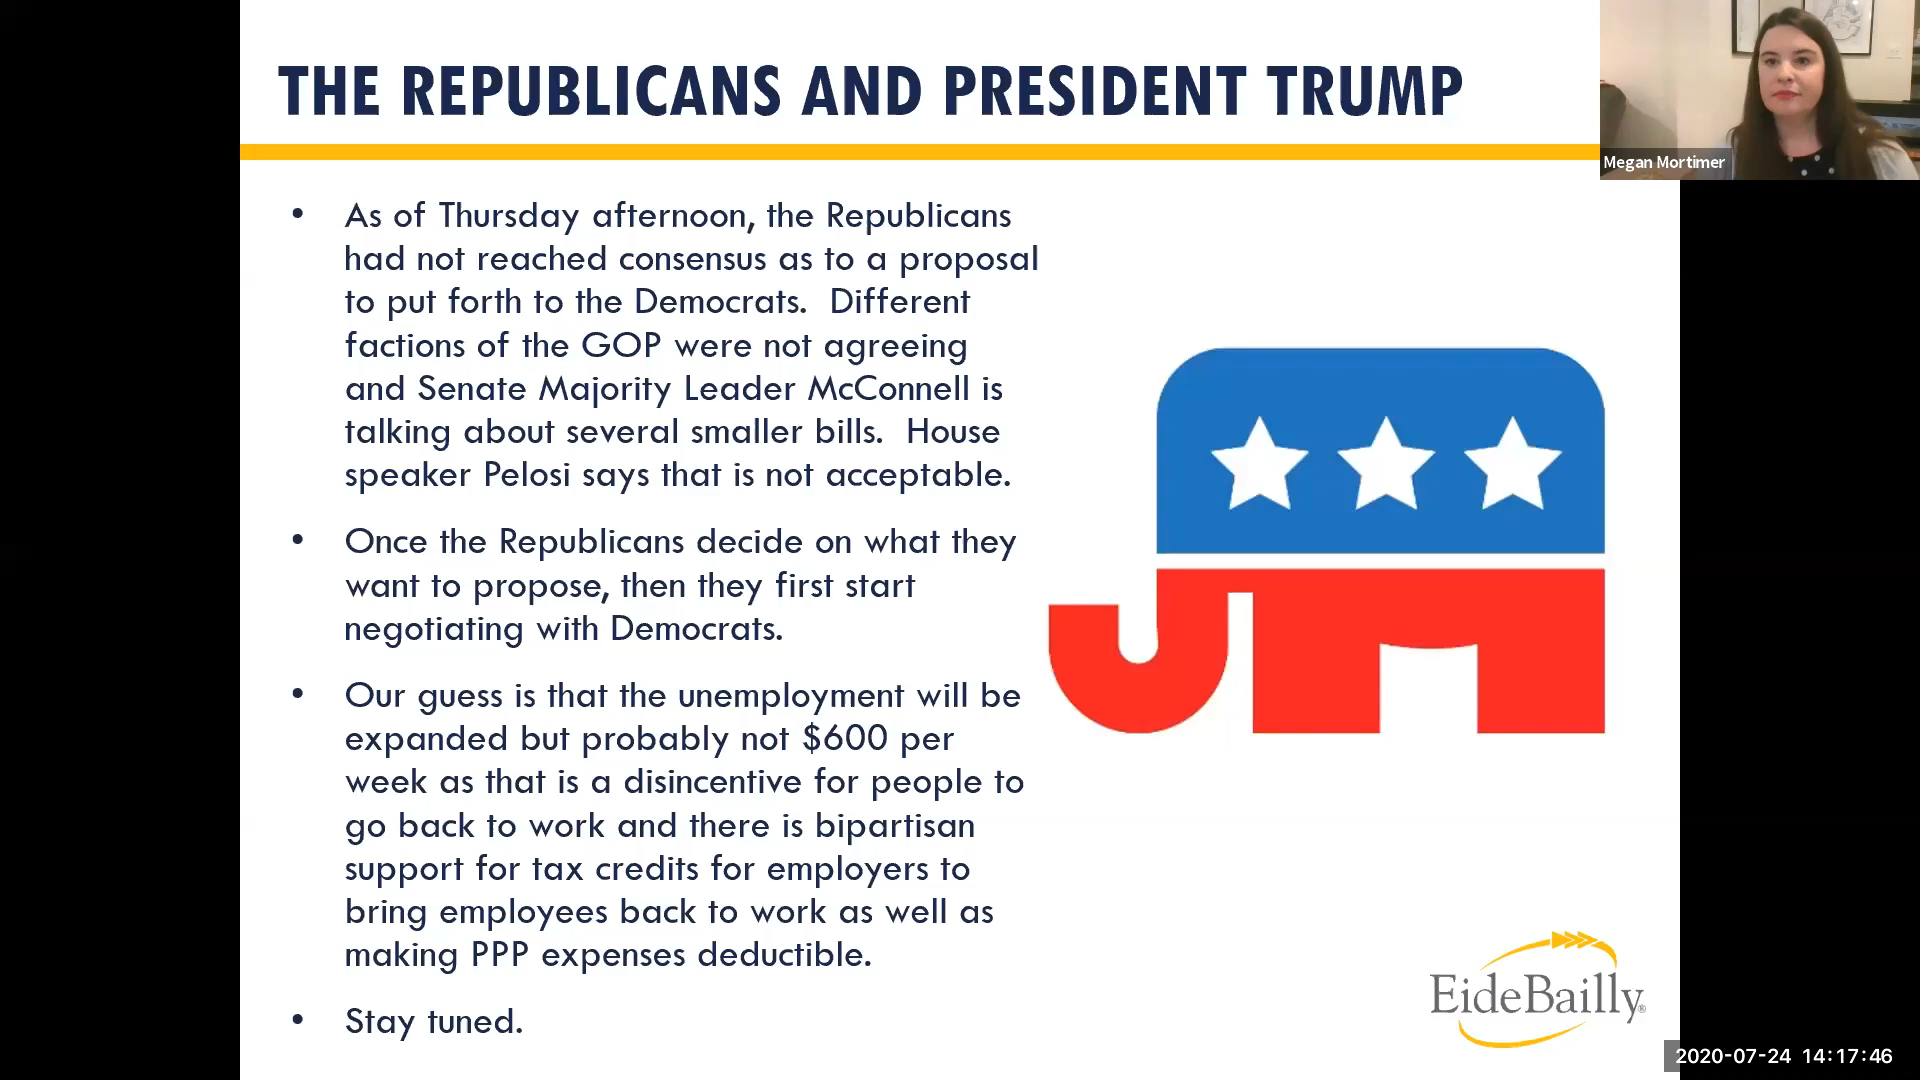 THE REPUBLICANS AND PRESIDENT TRUMP
Megan Mortimer
• As of Thursday afternoon, the Republicans
had not reached consensus as to a proposal
to put forth to the Democrats.  Different
factions of the GOP were not agreeing
and Senate Majority Leader McConnell is
talking about several smaller bills.  House
speaker Pelosi says that is not acceptable.
• Once the Republicans decide on what they
want to propose, then they first start
negotiating with Democrats.
• Our guess is that the unemployment will be
expanded but probably not $600 per
week as that is a disincentive for people to
go back to work and there is bipartisan
support for tax credits for employers to
bring employees back to work as well as
making PPP expenses deductible.
• Stay tuned.
EideBailly®
2020-07-24 14:17:46